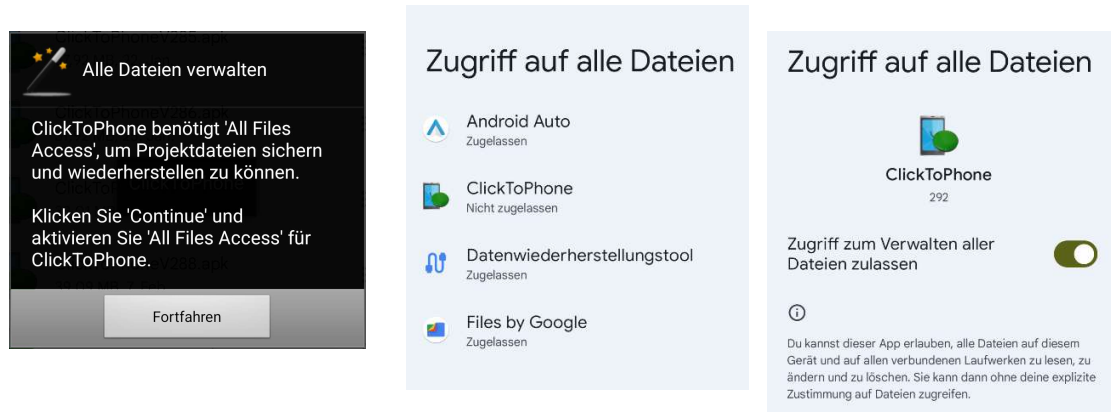 Alle Dateien verwalten
ClickToPhone benötigt 'All Files
Access', um Projektdateien sichern
und wiederherstellen zu können.
Klicken Sie 'Continue' und
aktivieren Sie 'All Files Access' für
ClickToPhone.
Fortfahren
Zugriff auf alle Dateien
Android Auto
Zugelassen
ClickToPhone
Nicht zugelassen
Datenwiederherstellungstool
Zugelassen
Files by Google
Zugelassen
Zugriff auf alle Dateien
ClickToPhone
292
Zugriff zum Verwalten aller
Dateien zulassen
Du kannst dieser App erlauben, alle Dateien auf diesem
Gerät und auf allen verbundenen Laufwerken zu lesen, zu
ändern und zu löschen. Sie kann dann ohne deine explizite
Zustimmung auf Dateien zugreifen.